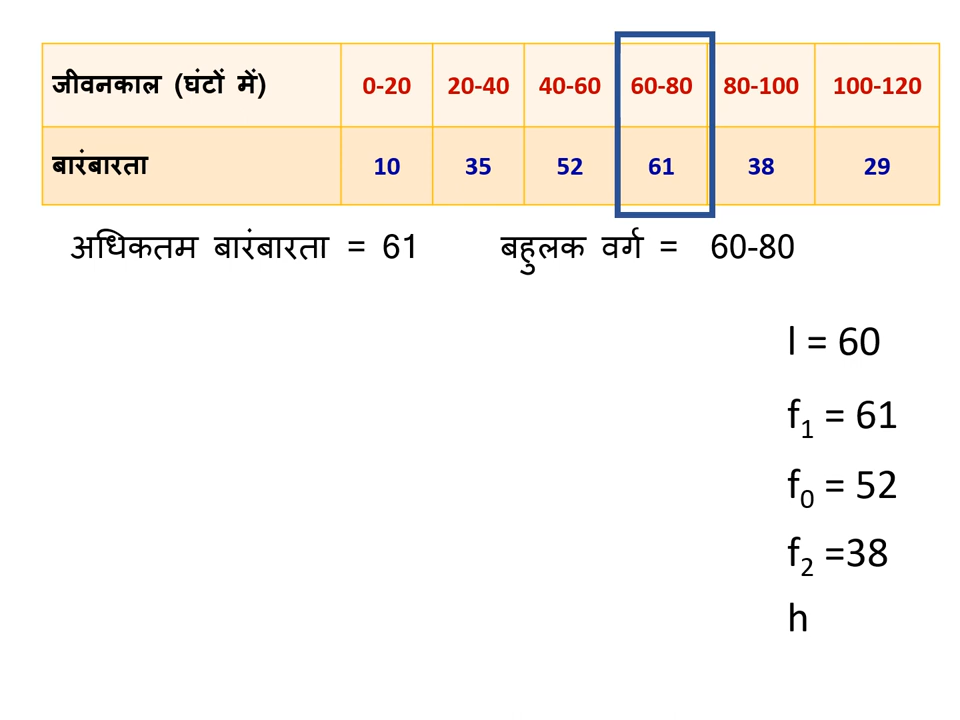 जीवनकाल (घंटों में) 0-20 20-40 40-60 60-80 80-100 100-120
बारंबारता 10 35 52 61 38 29
अधिकतम बारंबारता = 61 बहुलक वर्ग = 60-80
l = 60
f₁ = 61
f₀ = 52
f₂ =38
h